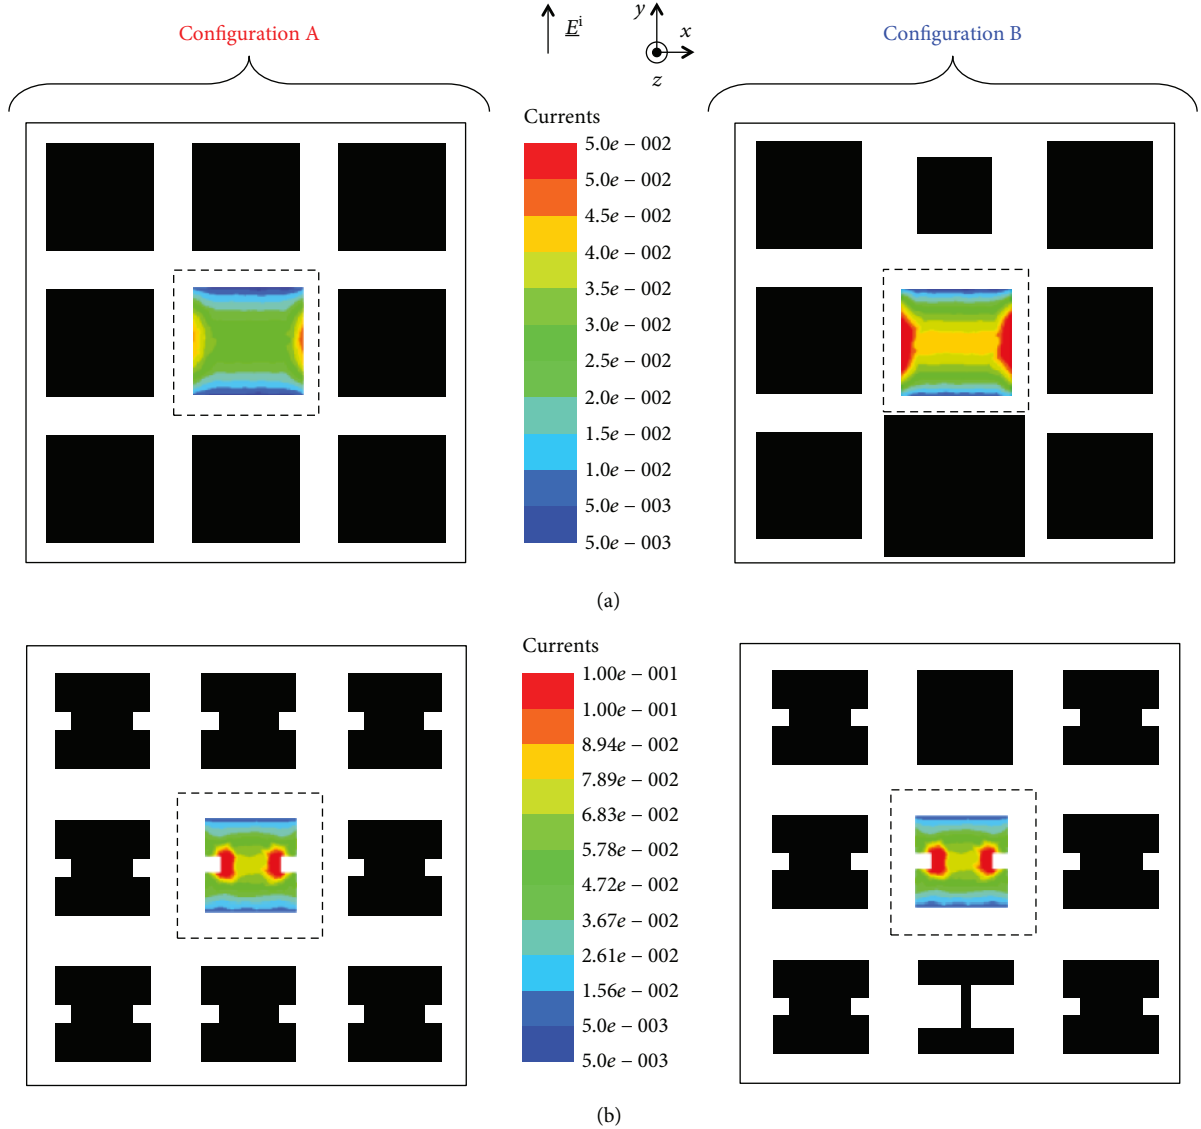 Configuration A
E^i
y
x
z
Configuration B
Currents
5.0e − 002
5.0e − 002
4.5e − 002
4.0e − 002
3.5e − 002
3.0e − 002
2.5e − 002
2.0e − 002
1.5e − 002
1.0e − 002
5.0e − 003
5.0e − 003
(a)
Currents
1.00e − 001
1.00e − 001
8.94e − 002
7.89e − 002
6.83e − 002
5.78e − 002
4.72e − 002
3.67e − 002
2.61e − 002
1.56e − 002
5.0e − 003
5.0e − 003
(b)